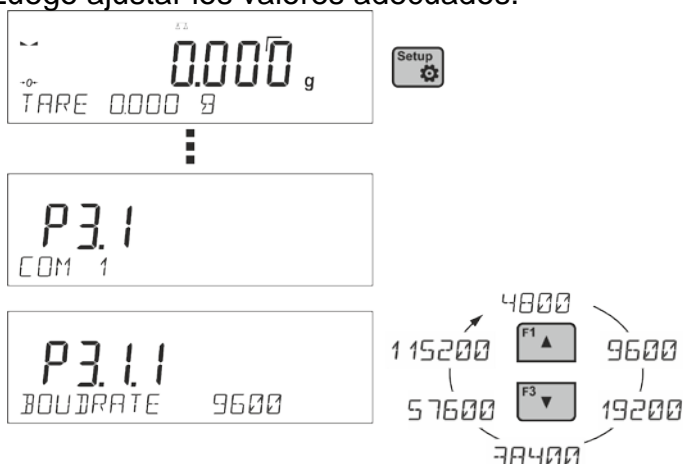 Luego ajustar los valores adecuados.
0.000 g
Setup
-0-
TARE 0.000 g
P3.1
COM 1
P3.1.1
BOUDRATE 9600
4800
115200 F1 9600
57600 F3 19200
38400